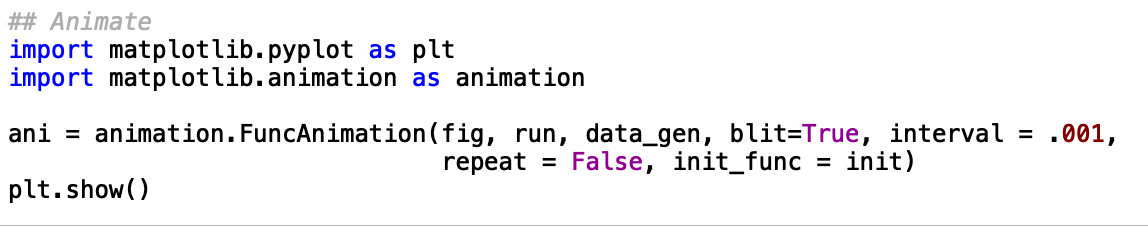 ## Animate
import matplotlib.pyplot as plt
import matplotlib.animation as animation

ani = animation.FuncAnimation(fig, run, data_gen, blit=True, interval = .001,
                              repeat = False, init_func = init)
plt.show()